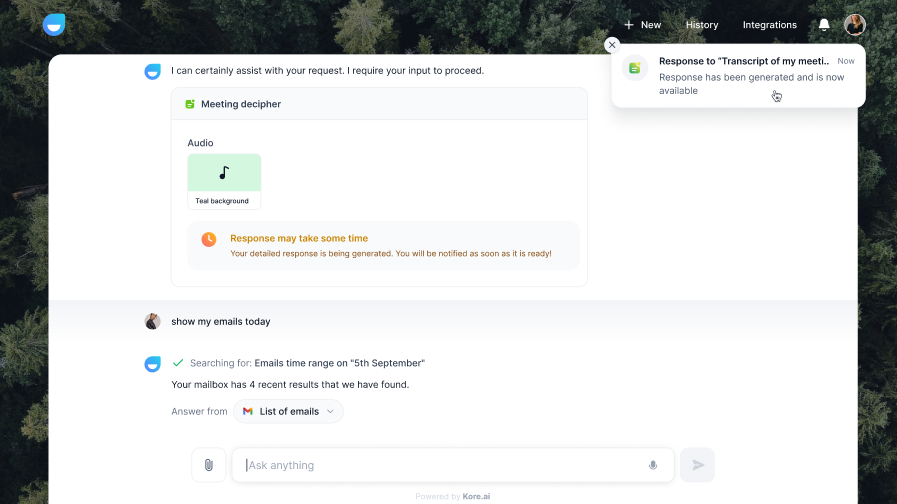 New
History
Integrations
I can certainly assist with your request. I require your input to proceed.
Response to “Transcript of my meeti..
Now
Response has been generated and is now
available
Meeting decipher
Audio
Teal background
Response may take some time
Your detailed response is being generated. You will be notified as soon as it is ready!
show my emails today
Searching for: Emails time range on "5th September"
Your mailbox has 4 recent results that we have found.
Answer from
List of emails
Ask anything
Powered by Kore.ai